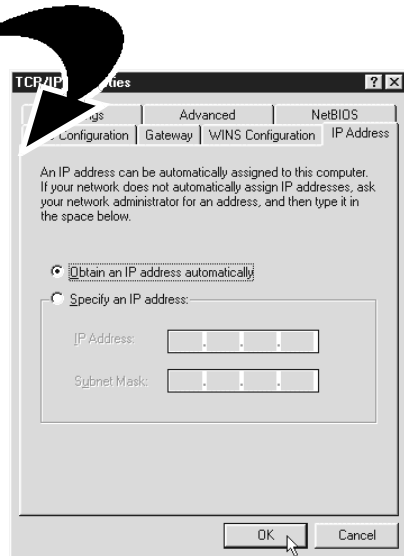 TCP/IP
? ×
Advanced NetBIOS
Configuration Gateway WINS Configuration IP Address
An IP address can be automatically assigned to this computer.
If your network does not automatically assign IP addresses, ask
your network administrator for an address, and then type it in
the space below.
Obtain an IP address automatically
Specify an IP address:
IP Address:
. . .
Subnet Mask:
. . .
OK Cancel